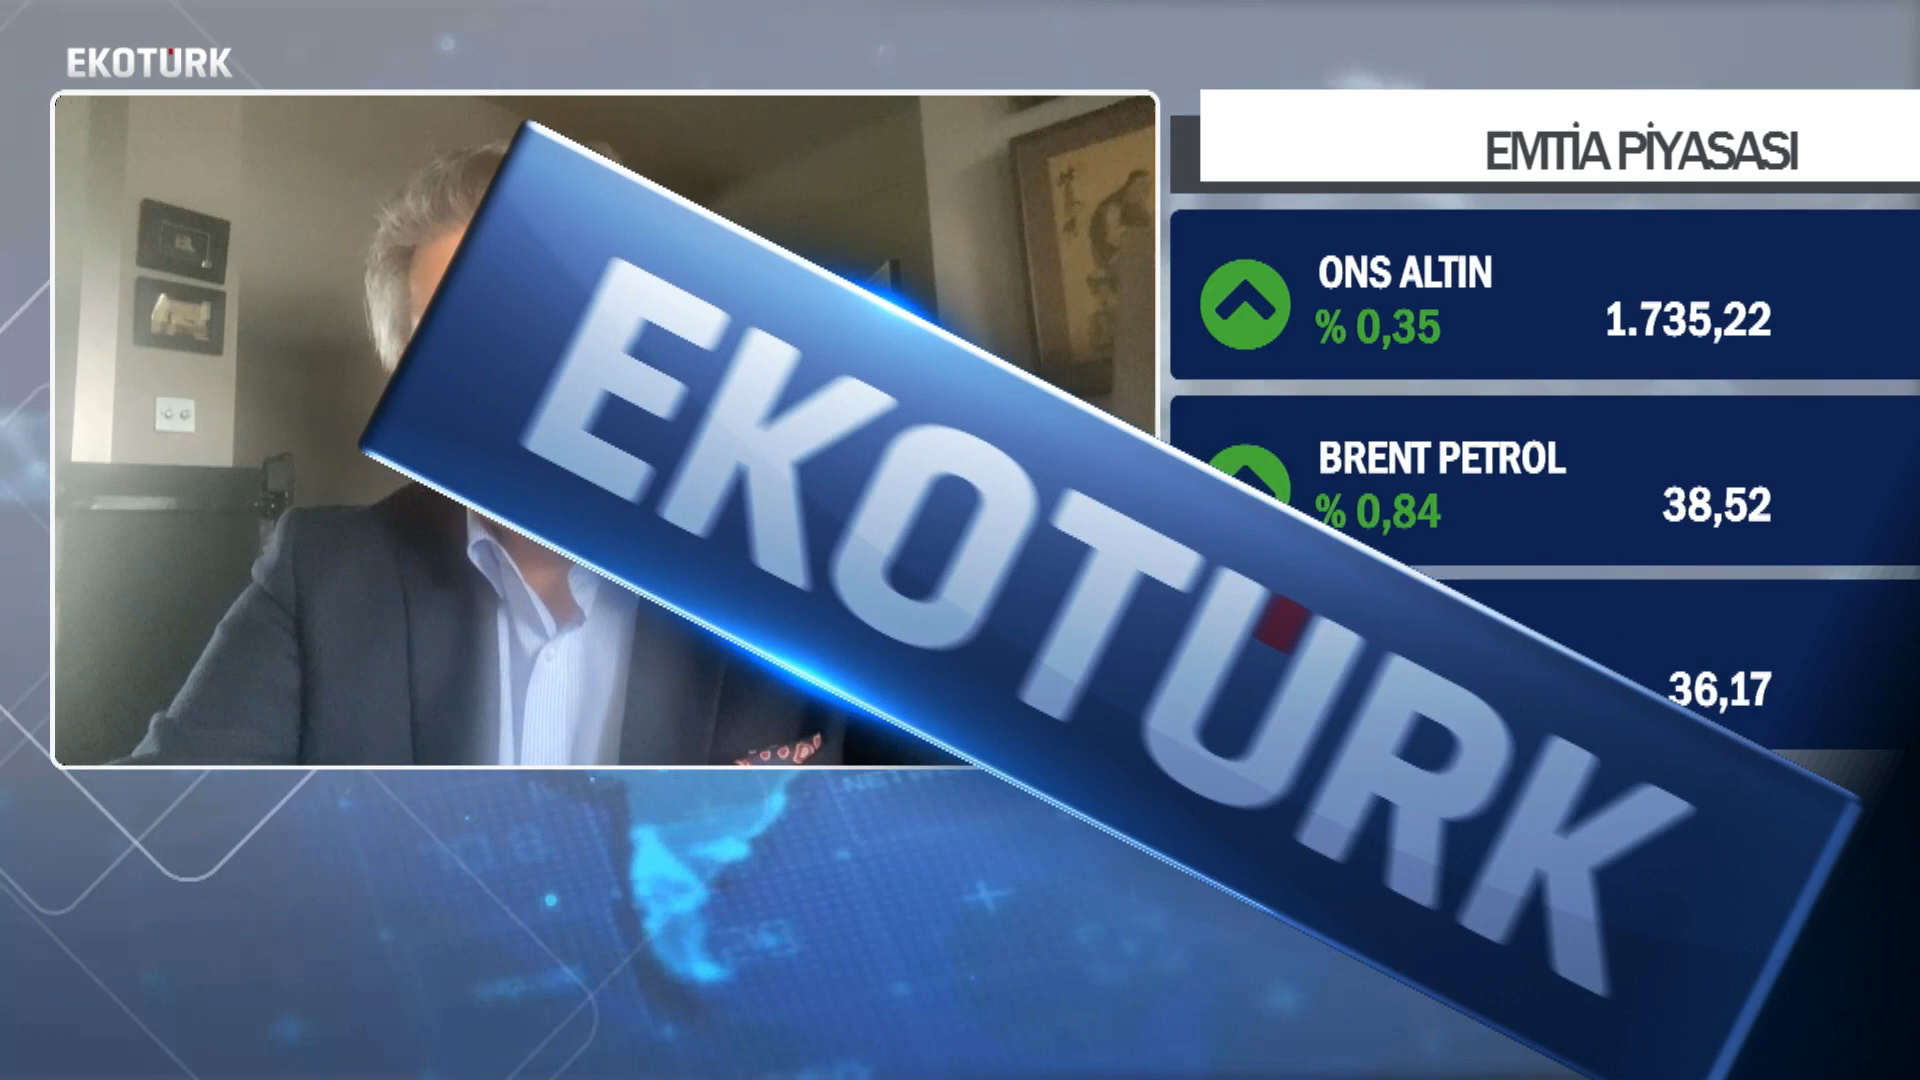 EKOTÜRK
EMTİA PİYASASI
ONS ALTIN
% 0,35
1.735,22
BRENT PETROL
% 0,84
38,52
36,17
EKOTÜRK